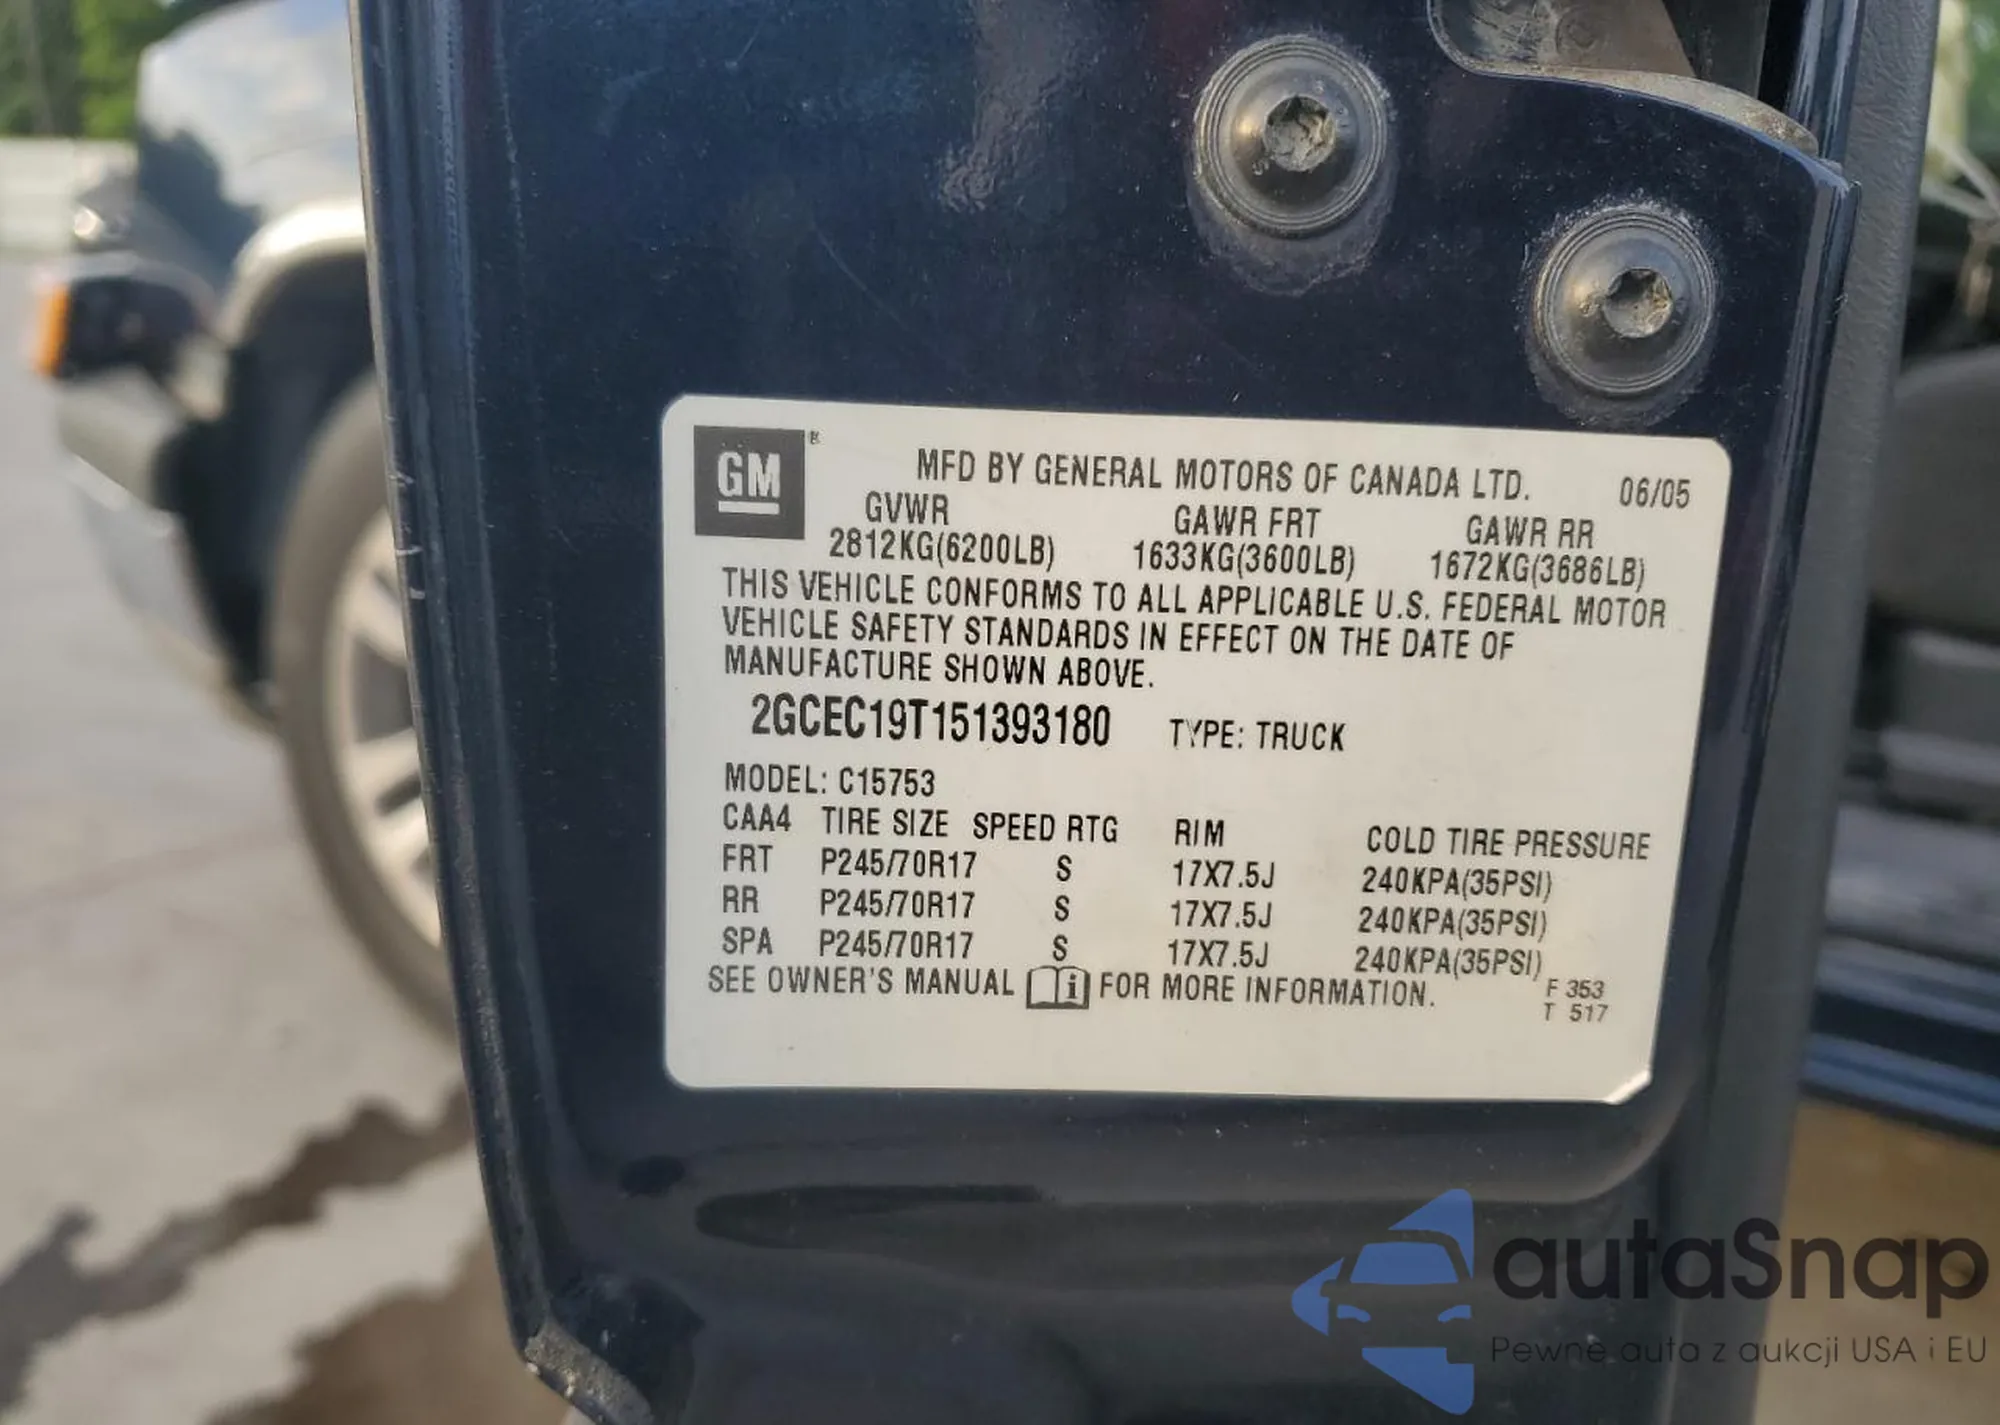 GM ®
MFD BY GENERAL MOTORS OF CANADA LTD. 06/05
GVWR GAWR FRT GAWR RR
2812KG(6200LB) 1633KG(3600LB) 1672KG(3686LB)
THIS VEHICLE CONFORMS TO ALL APPLICABLE U.S. FEDERAL MOTOR
VEHICLE SAFETY STANDARDS IN EFFECT ON THE DATE OF
MANUFACTURE SHOWN ABOVE.
2GCEC19T151393180 TYPE: TRUCK
MODEL: C15753
CAA4 TIRE SIZE SPEED RTG RIM COLD TIRE PRESSURE
FRT P245/70R17 S 17X7.5J 240KPA(35PSI)
RR P245/70R17 S 17X7.5J 240KPA(35PSI)
SPA P245/70R17 S 17X7.5J 240KPA(35PSI)
SEE OWNER'S MANUAL i FOR MORE INFORMATION.
F 353
T 517
autaSnap
Pewne auta z aukcji USA i EU